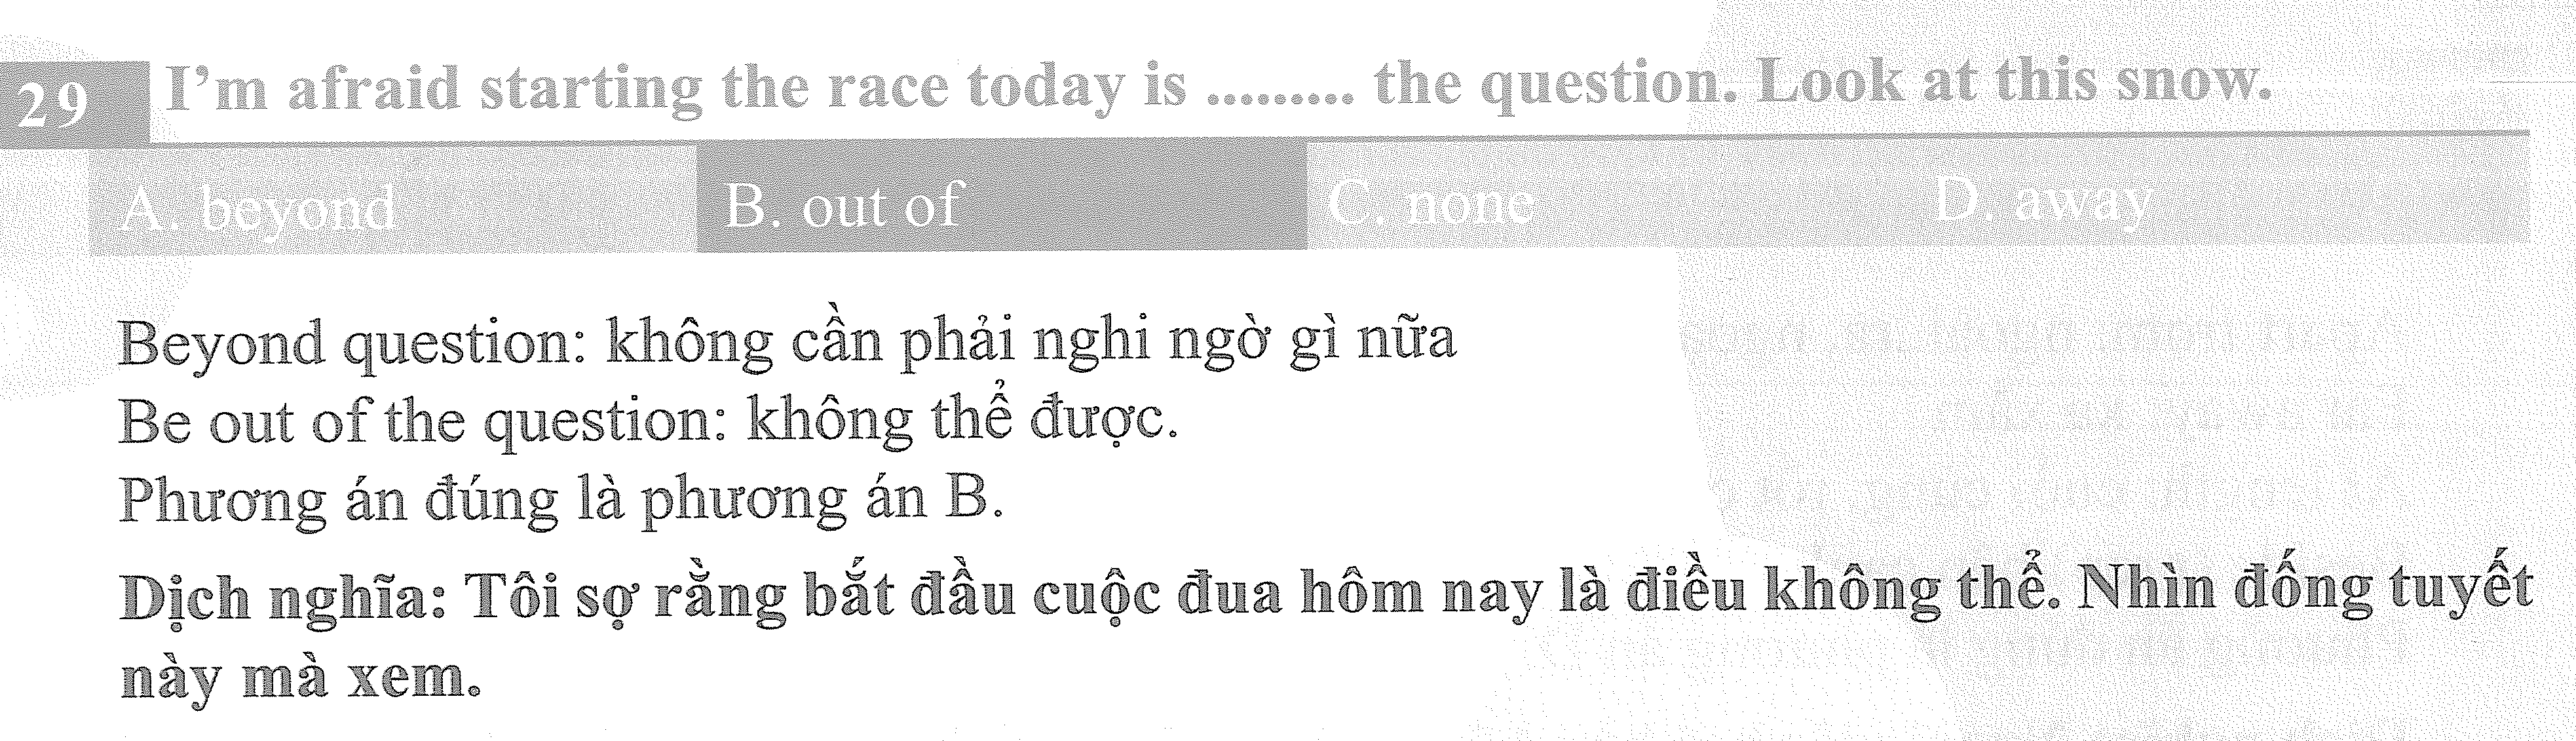 29 I'm afraid starting the race today is ......... the question. Look at this snow.
A. beyond B. out of C. none D. away
Beyond question: không cần phải nghi ngờ gì nữa
Be out of the question: không thể được.
Phương án đúng là phương án B.
Dịch nghĩa: Tôi sợ rằng bắt đầu cuộc đua hôm nay là điều không thể. Nhìn đống tuyết
này mà xem.